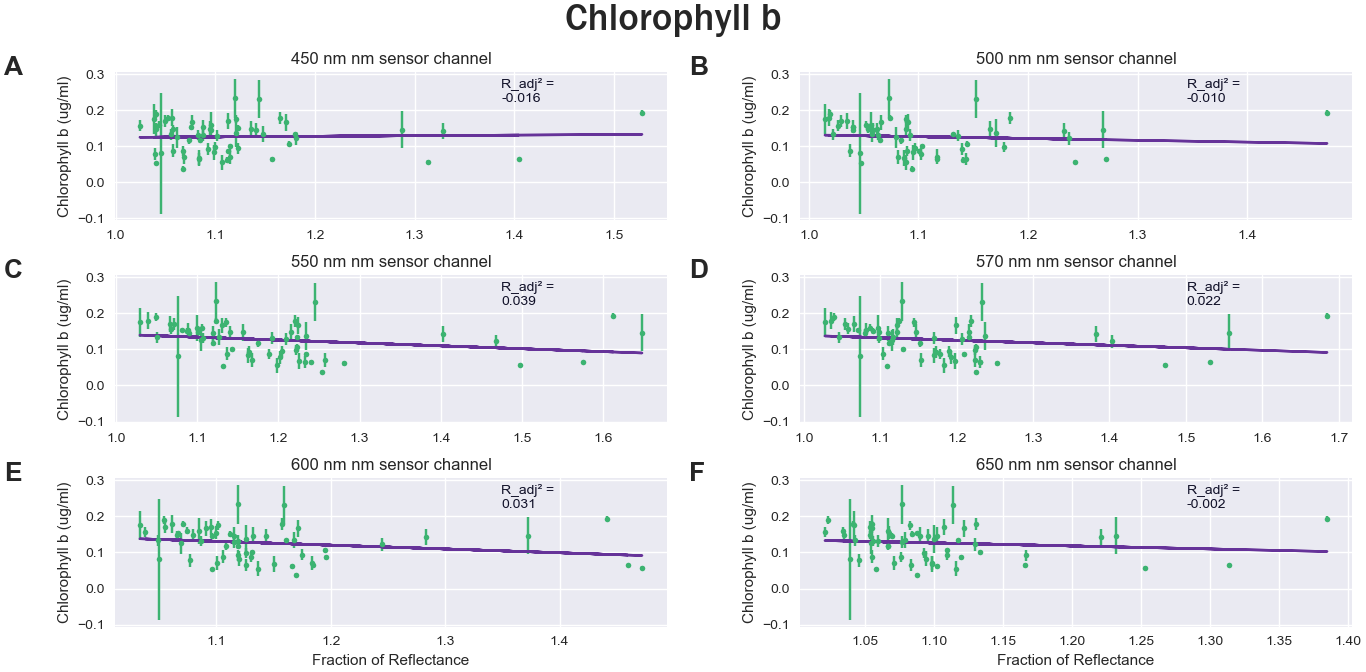 Chlorophyll b
A
450 nm nm sensor channel
Chlorophyll b (ug/ml)
0.3
0.2
0.1
0.0
−0.1
R_adj² =
-0.016
1.0 1.1 1.2 1.3 1.4 1.5
B
500 nm nm sensor channel
Chlorophyll b (ug/ml)
0.3
0.2
0.1
0.0
−0.1
R_adj² =
-0.010
1.0 1.1 1.2 1.3 1.4
C
550 nm nm sensor channel
Chlorophyll b (ug/ml)
0.3
0.2
0.1
0.0
−0.1
R_adj² =
0.039
1.0 1.1 1.2 1.3 1.4 1.5 1.6
D
570 nm nm sensor channel
Chlorophyll b (ug/ml)
0.3
0.2
0.1
0.0
−0.1
R_adj² =
0.022
1.0 1.1 1.2 1.3 1.4 1.5 1.6 1.7
E
600 nm nm sensor channel
Chlorophyll b (ug/ml)
0.3
0.2
0.1
0.0
−0.1
R_adj² =
0.031
1.1 1.2 1.3 1.4
Fraction of Reflectance
F
650 nm nm sensor channel
Chlorophyll b (ug/ml)
0.3
0.2
0.1
0.0
−0.1
R_adj² =
-0.002
1.05 1.10 1.15 1.20 1.25 1.30 1.35 1.40
Fraction of Reflectance